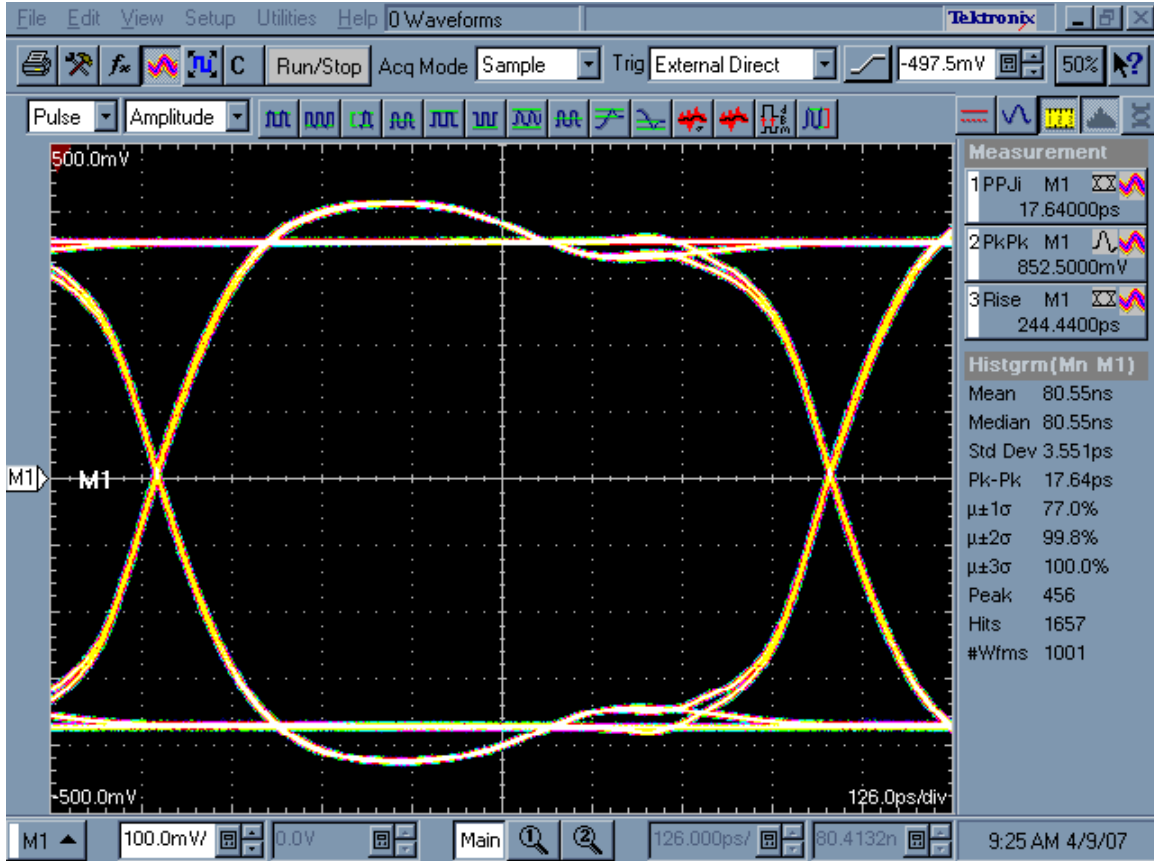 File Edit View Setup Utilities Help 0 Waveforms Tektronix
Run/Stop Acq Mode Sample Trig External Direct -497.5mV 50% ?
Pulse Amplitude
500.0mV
M1 M1
-500.0mV 126.0ps/div
Measurement
1 PPJi M1
17.64000ps
2 PkPk M1
852.5000mV
3 Rise M1
244.4400ps
Histgrm(Mn M1)
Mean 80.55ns
Median 80.55ns
Std Dev 3.551ps
Pk-Pk 17.64ps
µ±1σ 77.0%
µ±2σ 99.8%
µ±3σ 100.0%
Peak 456
Hits 1657
#Wfms 1001
M1 100.0mV/ 0.0V Main 1 2 126.000ps/ 80.4132n 9:25 AM 4/9/07